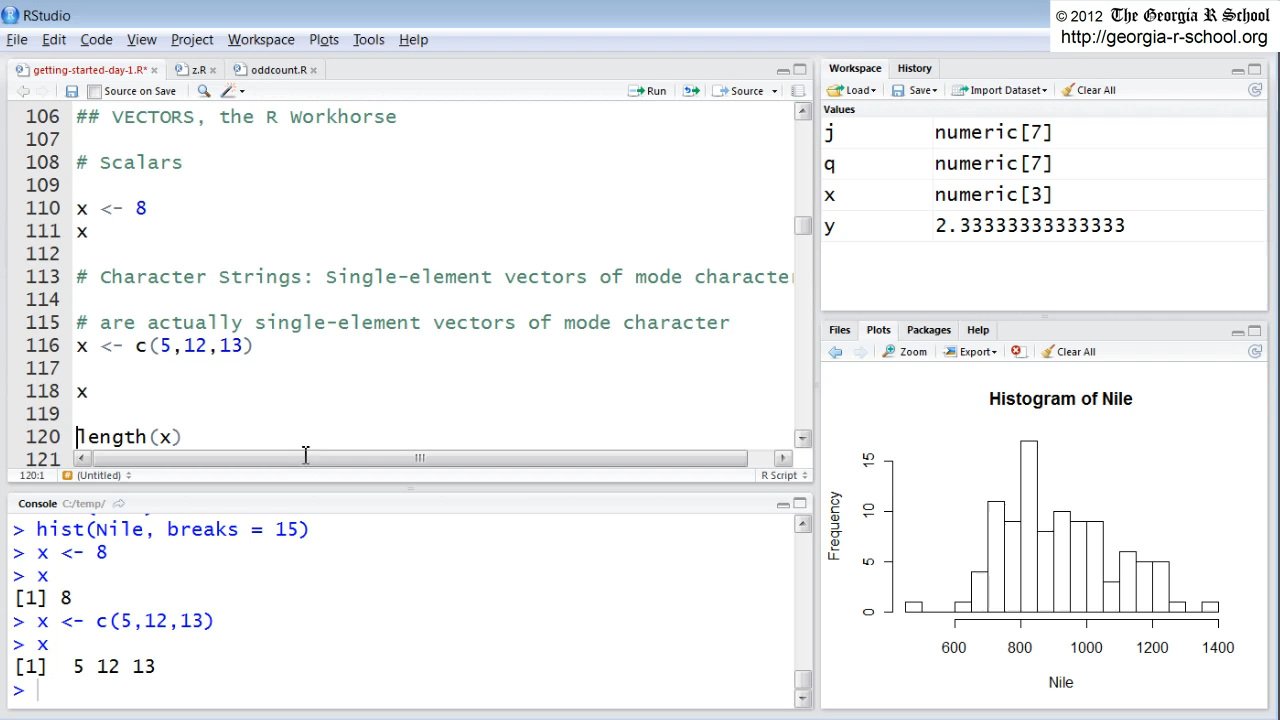 RStudio
© 2012 The Georgia R School
http://georgia-r-school.org
File Edit Code View Project Workspace Plots Tools Help
getting-started-day-1.R* × z.R × oddcount.R ×
Source on Save Run Source
106 ## VECTORS, the R Workhorse
107
108 # Scalars
109
110 x <- 8
111 x
112
113 # Character Strings: Single-element vectors of mode character
114
115 # are actually single-element vectors of mode character
116 x <- c(5,12,13)
117
118 x
119
120 length(x)
121
120:1 (Untitled) R Script
Console C:/temp/
> hist(Nile, breaks = 15)
> x <- 8
> x
[1] 8
> x <- c(5,12,13)
> x
[1] 5 12 13
>
Workspace History
Load Save Import Dataset Clear All
Values
j numeric[7]
q numeric[7]
x numeric[3]
y 2.33333333333333
Files Plots Packages Help
Zoom Export Clear All
Histogram of Nile
Frequency
15
10
5
0
600 800 1000 1200 1400
Nile